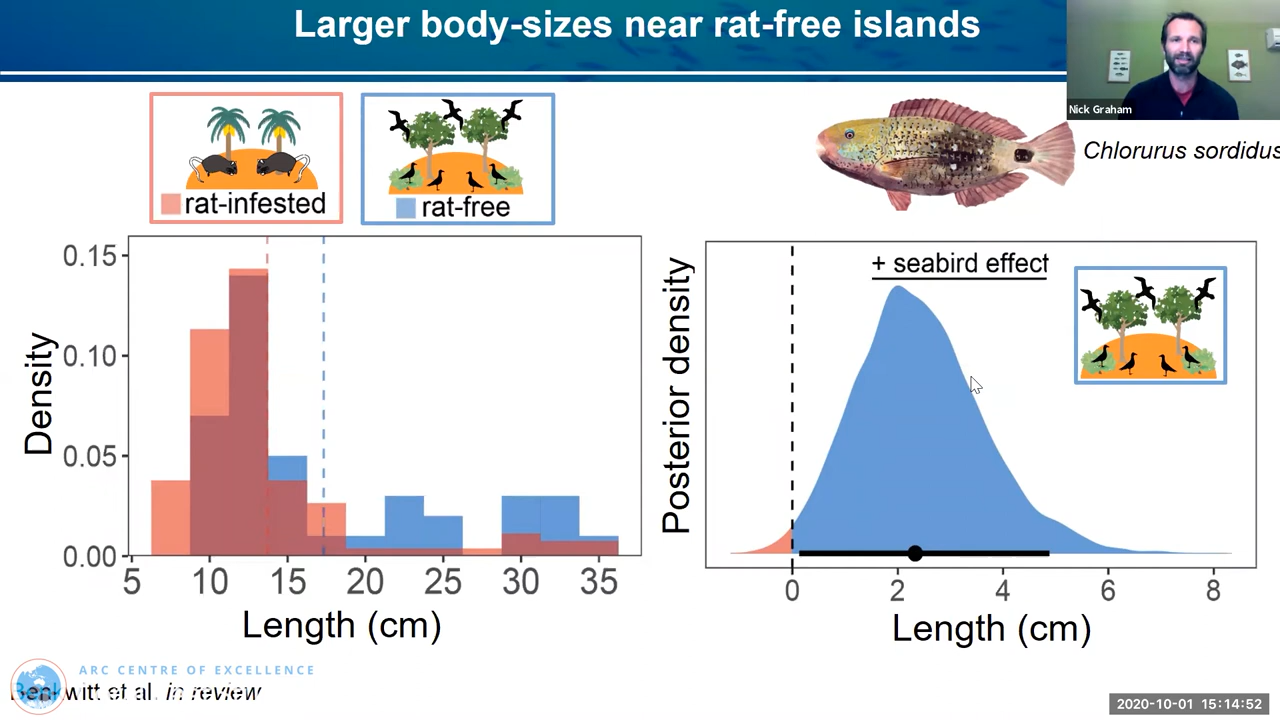 Larger body-sizes near rat-free islands
Nick Graham
Chlorurus sordidus
rat-infested
rat-free
Density
0.15
0.10
0.05
0.00
5 10 15 20 25 30 35
Length (cm)
+ seabird effect
Posterior density
0 2 4 6 8
Length (cm)
ARC CENTRE OF EXCELLENCE
et al. in review
2020-10-01 15:14:52